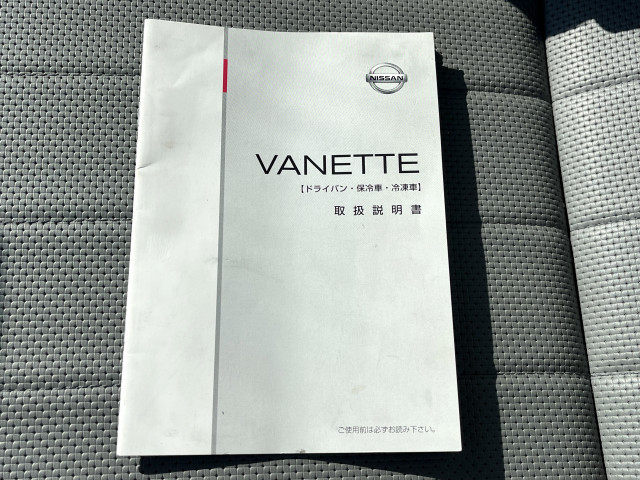 NISSAN
VANETTE
【ドライバン・保冷車・冷凍車】
取扱説明書
ご使用前は必ずお読み下さい。